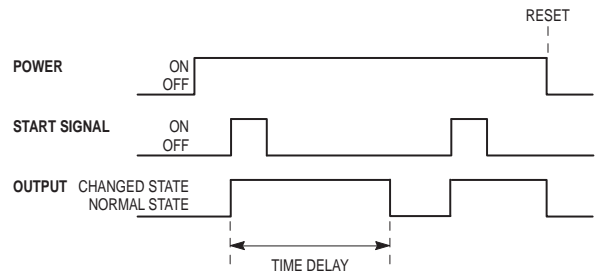 RESET
POWER ON
OFF
START SIGNAL ON
OFF
OUTPUT CHANGED STATE
NORMAL STATE
TIME DELAY